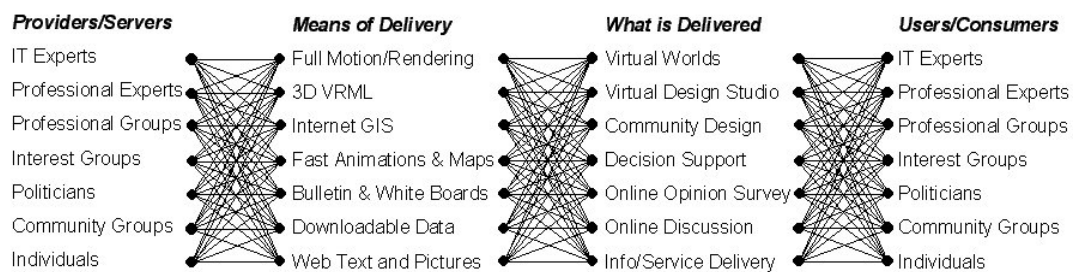 Providers/Servers Means of Delivery What is Delivered Users/Consumers
IT Experts Full Motion/Rendering Virtual Worlds IT Experts
Professional Experts 3D VRML Virtual Design Studio Professional Experts
Professional Groups Internet GIS Community Design Professional Groups
Interest Groups Fast Animations & Maps Decision Support Interest Groups
Politicians Bulletin & White Boards Online Opinion Survey Politicians
Community Groups Downloadable Data Online Discussion Community Groups
Individuals Web Text and Pictures Info/Service Delivery Individuals